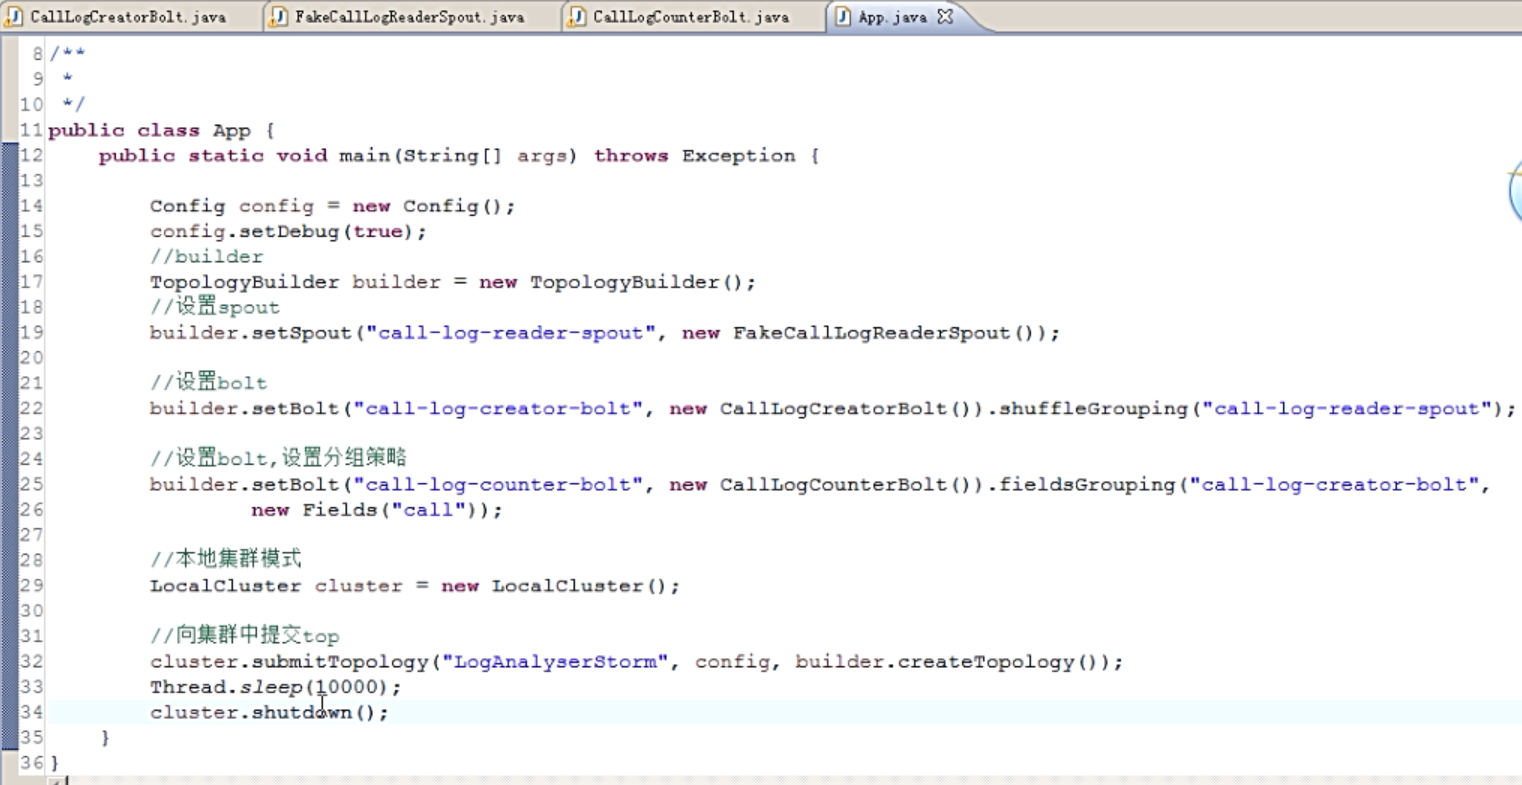 CallLogCreatorBolt.java FakeCallLogReaderSpout.java CallLogCounterBolt.java App.java
8 /**
9  *
10  */
11 public class App {
12     public static void main(String[] args) throws Exception {
13
14         Config config = new Config();
15         config.setDebug(true);
16         //builder
17         TopologyBuilder builder = new TopologyBuilder();
18         //设置spout
19         builder.setSpout("call-log-reader-spout", new FakeCallLogReaderSpout());
20
21         //设置bolt
22         builder.setBolt("call-log-creator-bolt", new CallLogCreatorBolt()).shuffleGrouping("call-log-reader-spout");
23
24         //设置bolt,设置分组策略
25         builder.setBolt("call-log-counter-bolt", new CallLogCounterBolt()).fieldsGrouping("call-log-creator-bolt",
26                 new Fields("call"));
27
28         //本地集群模式
29         LocalCluster cluster = new LocalCluster();
30
31         //向集群中提交top
32         cluster.submitTopology("LogAnalyserStorm", config, builder.createTopology());
33         Thread.sleep(10000);
34         cluster.shutdown();
35     }
36 }